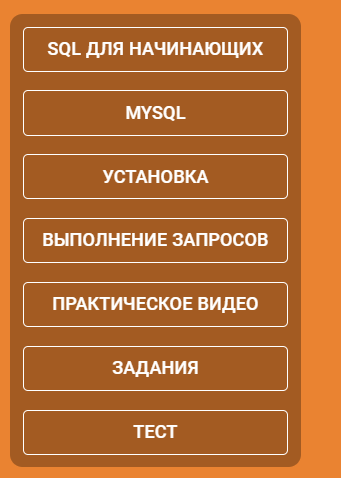 SQL ДЛЯ НАЧИНАЮЩИХ
MYSQL
УСТАНОВКА
ВЫПОЛНЕНИЕ ЗАПРОСОВ
ПРАКТИЧЕСКОЕ ВИДЕО
ЗАДАНИЯ
ТЕСТ